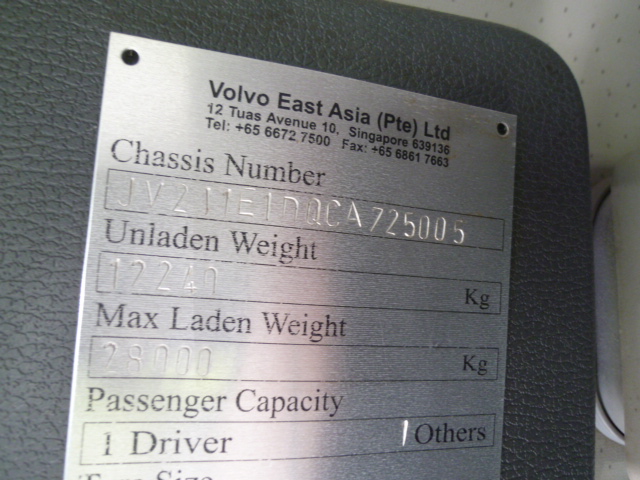 Volvo East Asia (Pte) Ltd
12 Tuas Avenue 10, Singapore 639136
Tel: +65 6672 7500 Fax: +65 6861 7663
Chassis Number
Unladen Weight
12240 Kg
Max Laden Weight
28000 Kg
Passenger Capacity
1 Driver 1 Others